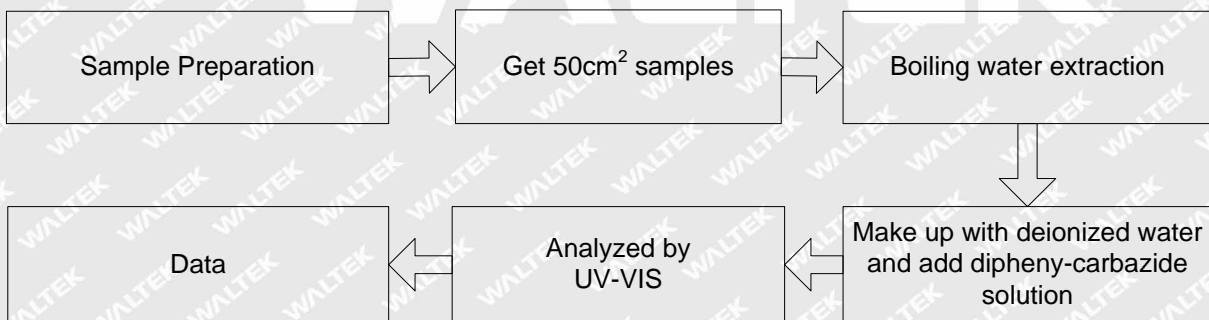 WALTEK
Sample Preparation
Get 50cm² samples
Boiling water extraction
Make up with deionized water
and add dipheny-carbazide
solution
Analyzed by
UV-VIS
Data